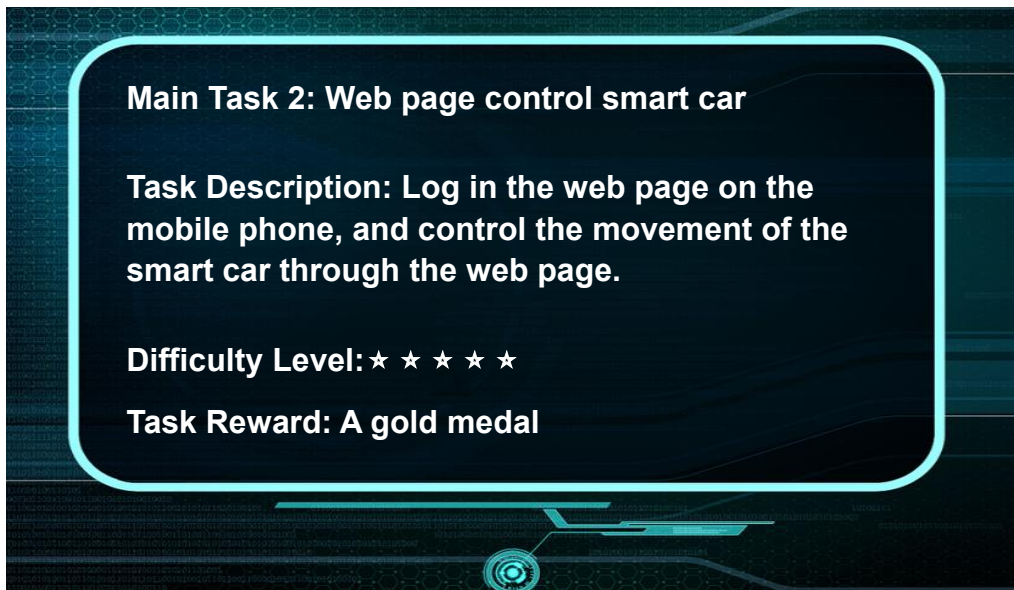 Main Task 2: Web page control smart car
Task Description: Log in the web page on the
mobile phone, and control the movement of the
smart car through the web page.
Difficulty Level:★ ★ ★ ★ ★
Task Reward: A gold medal